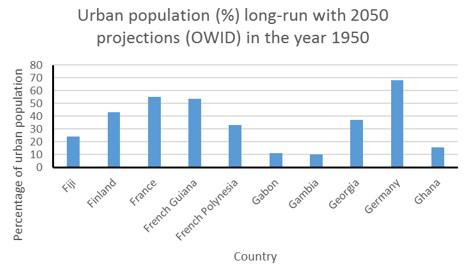 Urban population (%) long-run with 2050
projections (OWID) in the year 1950
Percentage of urban population
80
70
60
50
40
30
20
10
0
Fiji
Finland
France
French Guiana
French Polynesia
Gabon
Gambia
Georgia
Germany
Ghana
Country